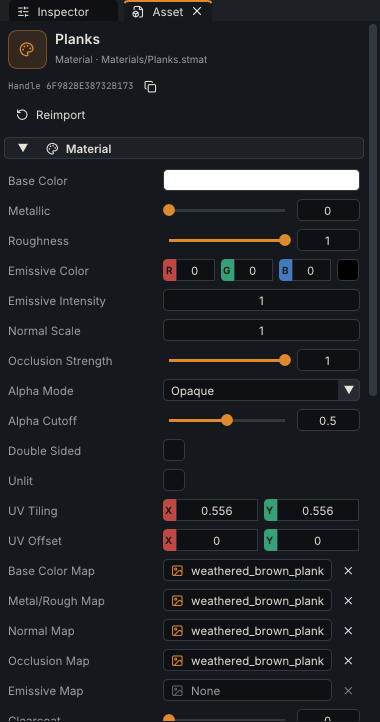 Inspector
Asset
Planks
Material · Materials/Planks.stmat
Handle 6F982BE38732B173
Reimport
Material
Base Color
Metallic 0
Roughness 1
Emissive Color R 0 G 0 B 0
Emissive Intensity 1
Normal Scale 1
Occlusion Strength 1
Alpha Mode Opaque
Alpha Cutoff 0.5
Double Sided
Unlit
UV Tiling X 0.556 Y 0.556
UV Offset X 0 Y 0
Base Color Map weathered_brown_plank
Metal/Rough Map weathered_brown_plank
Normal Map weathered_brown_plank
Occlusion Map weathered_brown_plank
Emissive Map None
Clearcoat 0